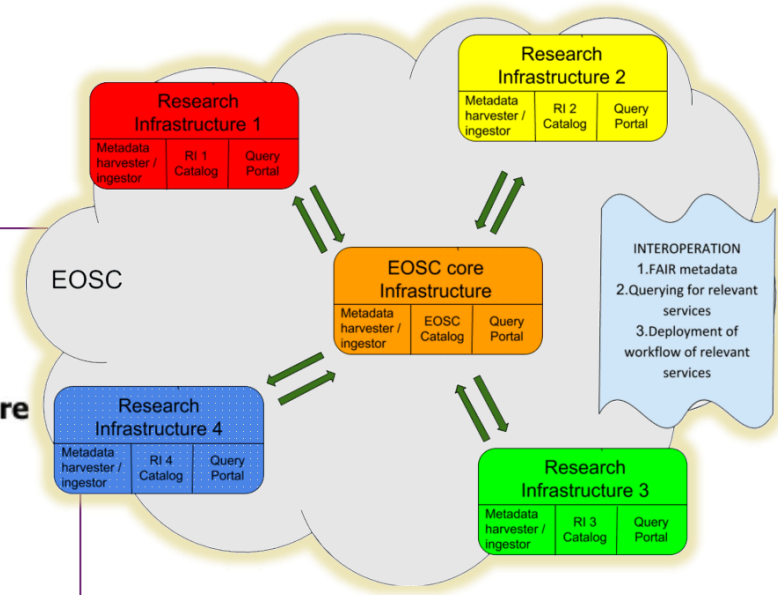 Research
Infrastructure 1
Metadata
harvester /
ingestor
RI 1
Catalog
Query
Portal
Research
Infrastructure 2
Metadata
harvester /
ingestor
RI 2
Catalog
Query
Portal
EOSC
EOSC core
Infrastructure
Metadata
harvester /
ingestor
EOSC
Catalog
Query
Portal
INTEROPERATION
1.FAIR metadata
2.Querying for relevant
services
3.Deployment of
workflow of relevant
services
re
Research
Infrastructure 4
Metadata
harvester /
ingestor
RI 4
Catalog
Query
Portal
Research
Infrastructure 3
Metadata
harvester /
ingestor
RI 3
Catalog
Query
Portal